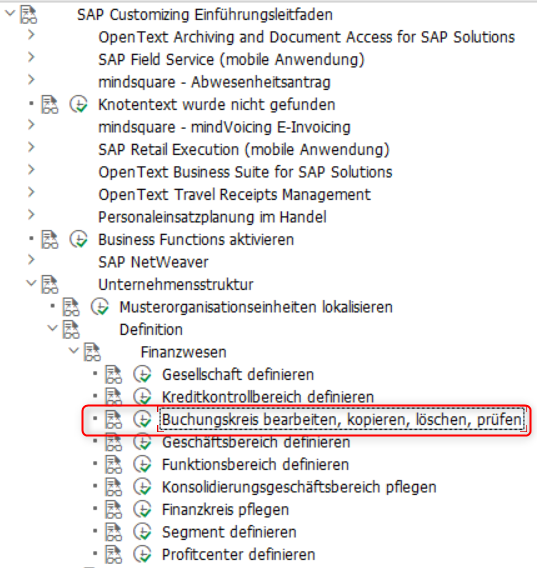 SAP Customizing Einführungsleitfaden
OpenText Archiving and Document Access for SAP Solutions
SAP Field Service (mobile Anwendung)
mindsquare - Abwesenheitsantrag
Knotentext wurde nicht gefunden
mindsquare - mindVoicing E-Invoicing
SAP Retail Execution (mobile Anwendung)
OpenText Business Suite for SAP Solutions
OpenText Travel Receipts Management
Personaleinsatzplanung im Handel
Business Functions aktivieren
SAP NetWeaver
Unternehmensstruktur
Musterorganisationseinheiten lokalisieren
Definition
Finanzwesen
Gesellschaft definieren
Kreditkontrollbereich definieren
Buchungskreis bearbeiten, kopieren, löschen, prüfen
Geschäftsbereich definieren
Funktionsbereich definieren
Konsolidierungsgeschäftsbereich pflegen
Finanzkreis pflegen
Segment definieren
Profitcenter definieren